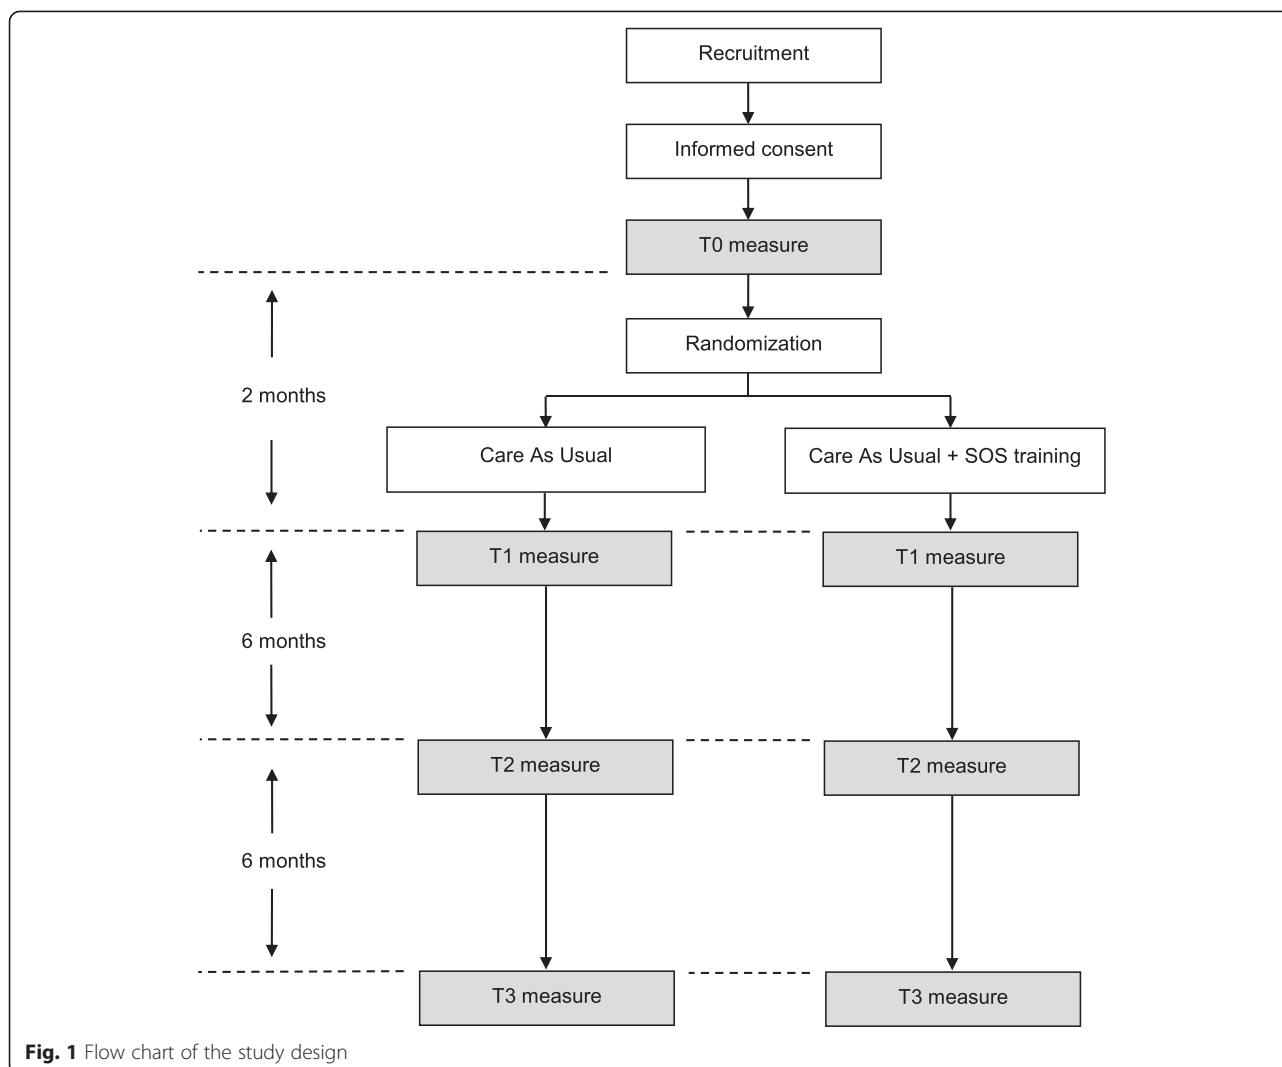 Recruitment
Informed consent
T0 measure
Randomization
2 months
Care As Usual
Care As Usual + SOS training
T1 measure
T1 measure
6 months
T2 measure
T2 measure
6 months
T3 measure
T3 measure
Fig. 1 Flow chart of the study design